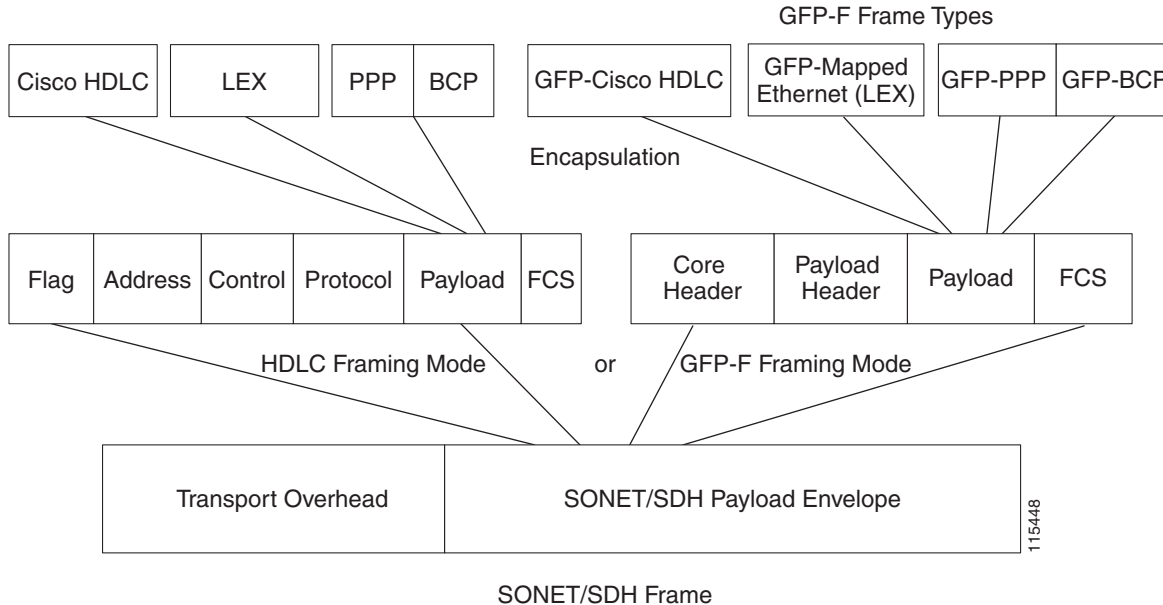 GFP-F Frame Types
Cisco HDLC
LEX
PPP
BCP
GFP-Cisco HDLC
GFP-Mapped
Ethernet (LEX)
GFP-PPP
GFP-BCP
Encapsulation
Flag
Address
Control
Protocol
Payload
FCS
Core
Header
Payload
Header
Payload
FCS
HDLC Framing Mode
or
GFP-F Framing Mode
Transport Overhead
SONET/SDH Payload Envelope
115448
SONET/SDH Frame